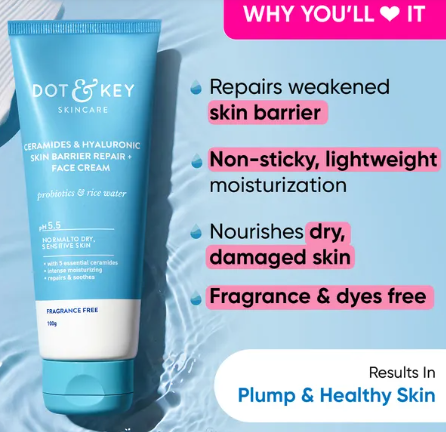 WHY YOU'LL ❤ IT
DOT & KEY
SKINCARE
CERAMIDES & HYALURONIC
SKIN BARRIER REPAIR +
FACE CREAM
probiotics & rice water
pH 5.5
NORMAL TO DRY,
SENSITIVE SKIN
• with 5 essential ceramides
• intense moisturizing
• repairs & soothes
FRAGRANCE FREE
100g
Repairs weakened
skin barrier
Non-sticky, lightweight
moisturization
Nourishes dry,
damaged skin
Fragrance & dyes free
Results In
Plump & Healthy Skin